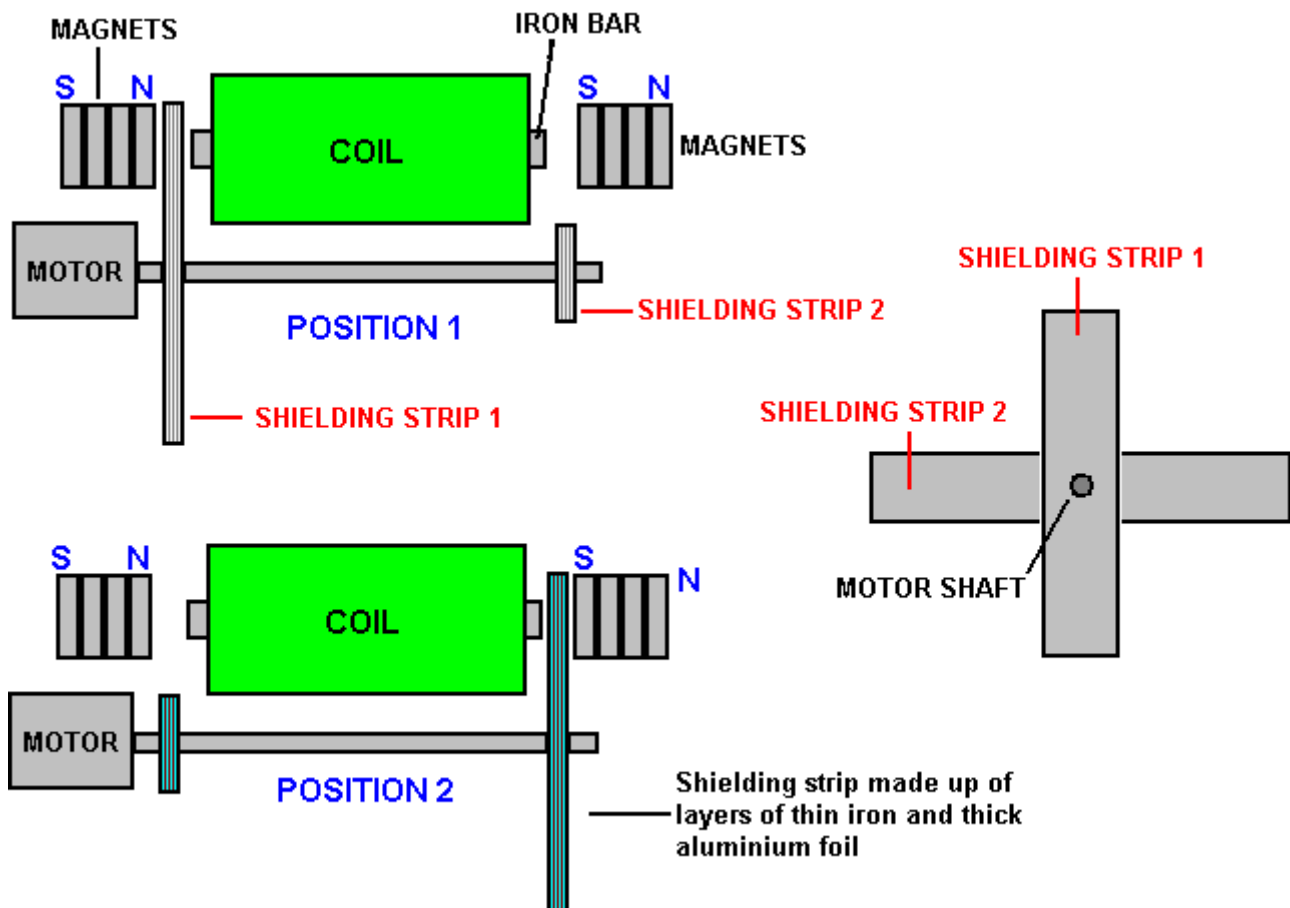 MAGNETS
IRON BAR
S N
S N
COIL
MAGNETS
MOTOR
SHIELDING STRIP 2
POSITION 1
SHIELDING STRIP 1
SHIELDING STRIP 1
SHIELDING STRIP 2
MOTOR SHAFT
S N
S
N
COIL
MOTOR
POSITION 2
Shielding strip made up of
layers of thin iron and thick
aluminium foil